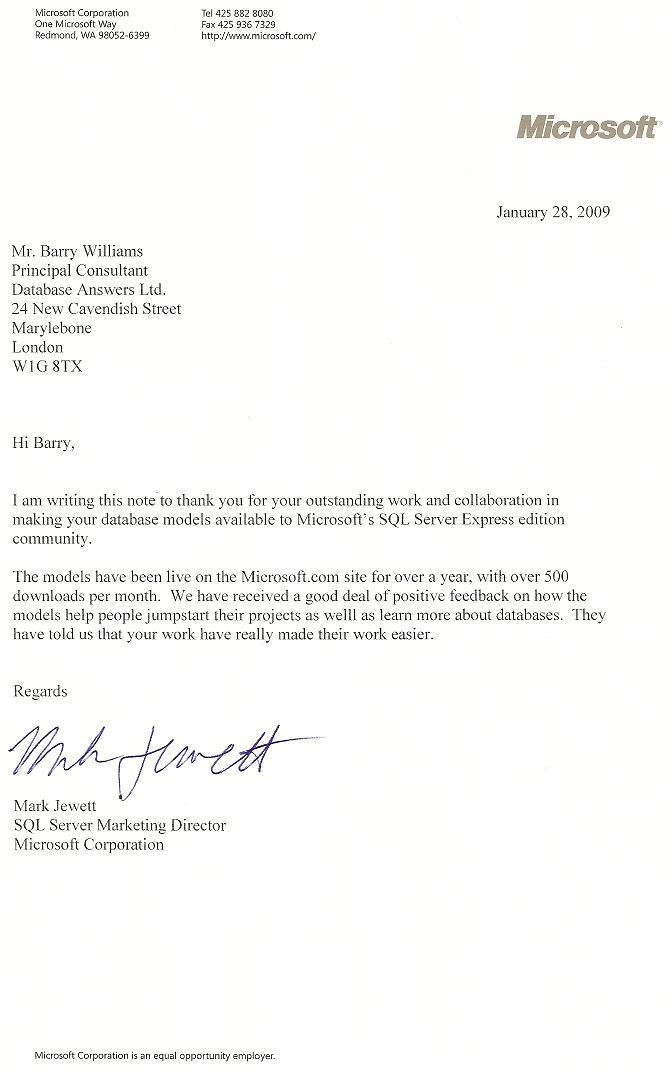 Microsoft Corporation
One Microsoft Way
Redmond, WA 98052-6399
Tel 425 882 8080
Fax 425 936 7329
http://www.microsoft.com/
Microsoft
January 28, 2009
Mr. Barry Williams
Principal Consultant
Database Answers Ltd.
24 New Cavendish Street
Marylebone
London
W1G 8TX
Hi Barry,
I am writing this note to thank you for your outstanding work and collaboration in
making your database models available to Microsoft's SQL Server Express edition
community.
The models have been live on the Microsoft.com site for over a year, with over 500
downloads per month.  We have received a good deal of positive feedback on how the
models help people jumpstart their projects as welll as learn more about databases.  They
have told us that your work have really made their work easier.
Regards
Mark Jewett
Mark Jewett
SQL Server Marketing Director
Microsoft Corporation
Microsoft Corporation is an equal opportunity employer.